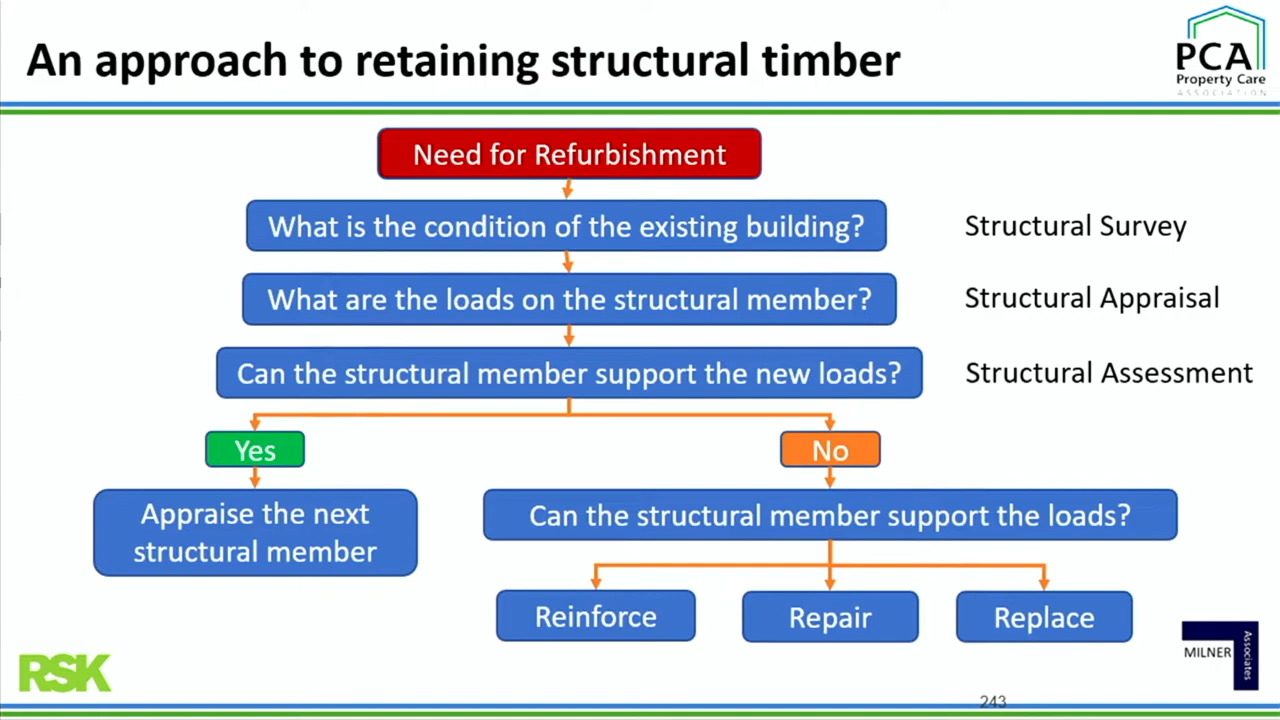 An approach to retaining structural timber
PCA
Property Care
ASSOCIATION
Need for Refurbishment
What is the condition of the existing building?
Structural Survey
What are the loads on the structural member?
Structural Appraisal
Can the structural member support the new loads?
Structural Assessment
Yes
No
Appraise the next
structural member
Can the structural member support the loads?
Reinforce
Repair
Replace
RSK
MILNER
Associates
243